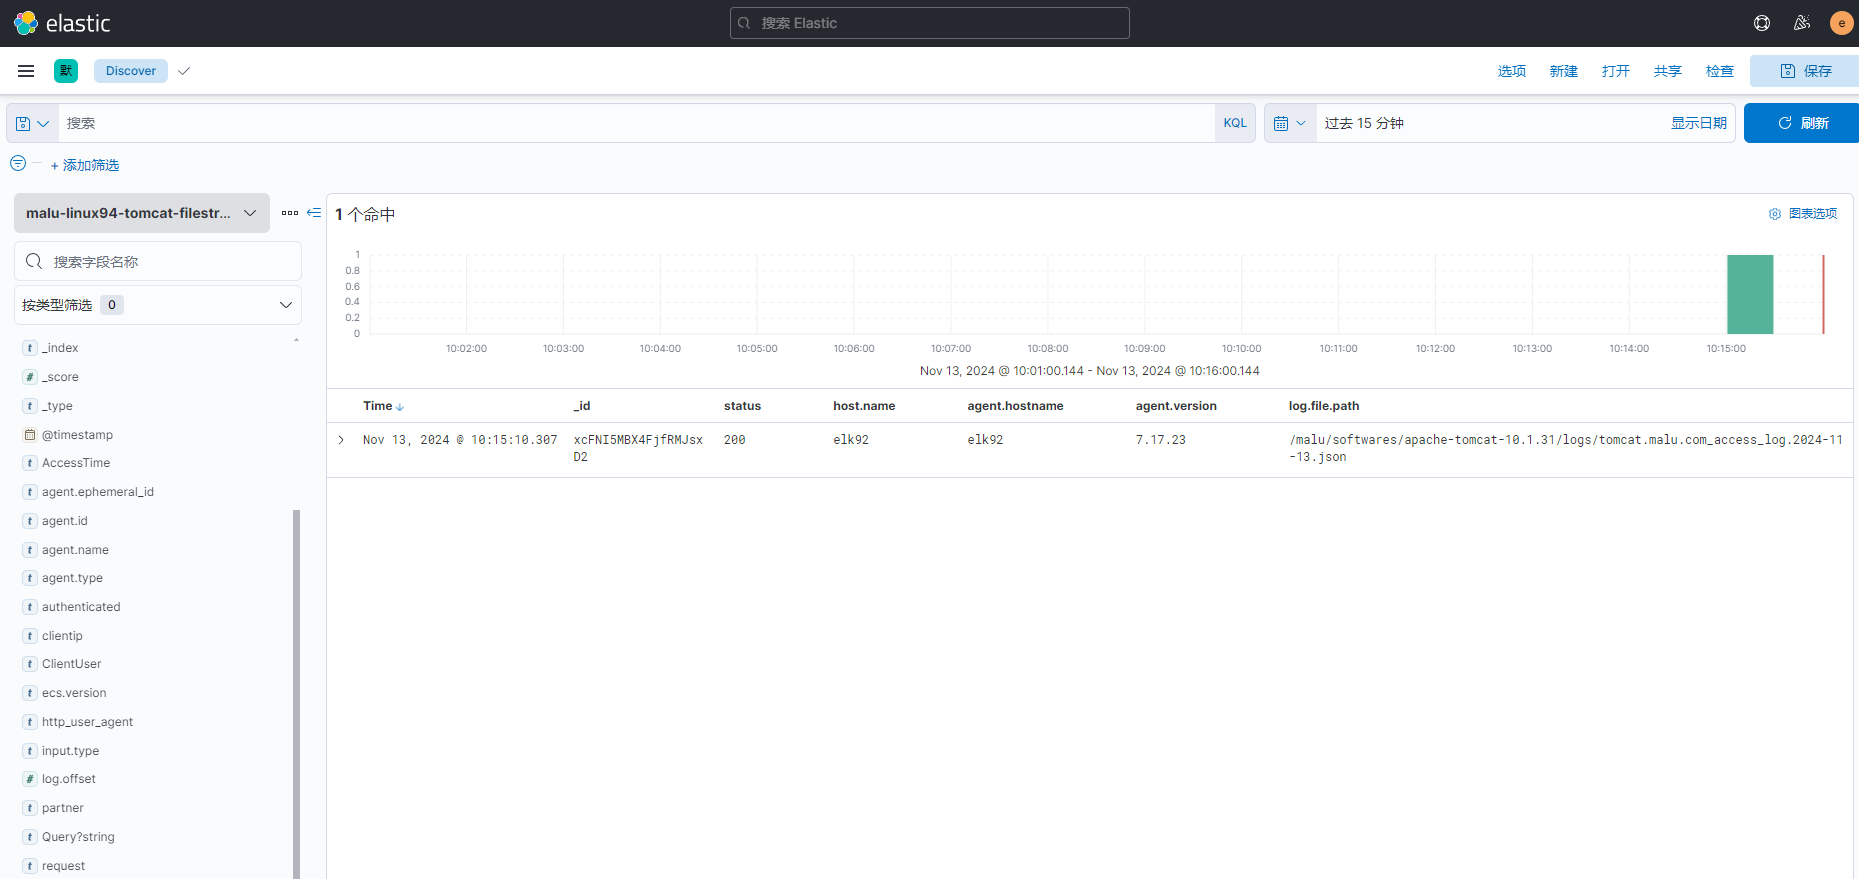 elastic
搜索 Elastic
e
默
Discover
选项 新建 打开 共享 检查 保存
搜索
KQL
过去 15 分钟
显示日期
刷新
+ 添加筛选
malu-linux94-tomcat-filestr...
搜索字段名称
按类型筛选 0
t _index
# _score
t _type
@timestamp
t AccessTime
t agent.ephemeral_id
t agent.id
t agent.name
t agent.type
t authenticated
t clientip
t ClientUser
t ecs.version
t http_user_agent
t input.type
# log.offset
t partner
t Query?string
t request
1 个命中
图表选项
1
0.8
0.6
0.4
0.2
0
10:02:00 10:03:00 10:04:00 10:05:00 10:06:00 10:07:00 10:08:00 10:09:00 10:10:00 10:11:00 10:12:00 10:13:00 10:14:00 10:15:00
Nov 13, 2024 @ 10:01:00.144 - Nov 13, 2024 @ 10:16:00.144
Time _id status host.name agent.hostname agent.version log.file.path
Nov 13, 2024 @ 10:15:10.307 xcFNI5MBX4FjfRMJsx 200 elk92 elk92 7.17.23 /malu/softwares/apache-tomcat-10.1.31/logs/tomcat.malu.com_access_log.2024-11
D2 -13.json